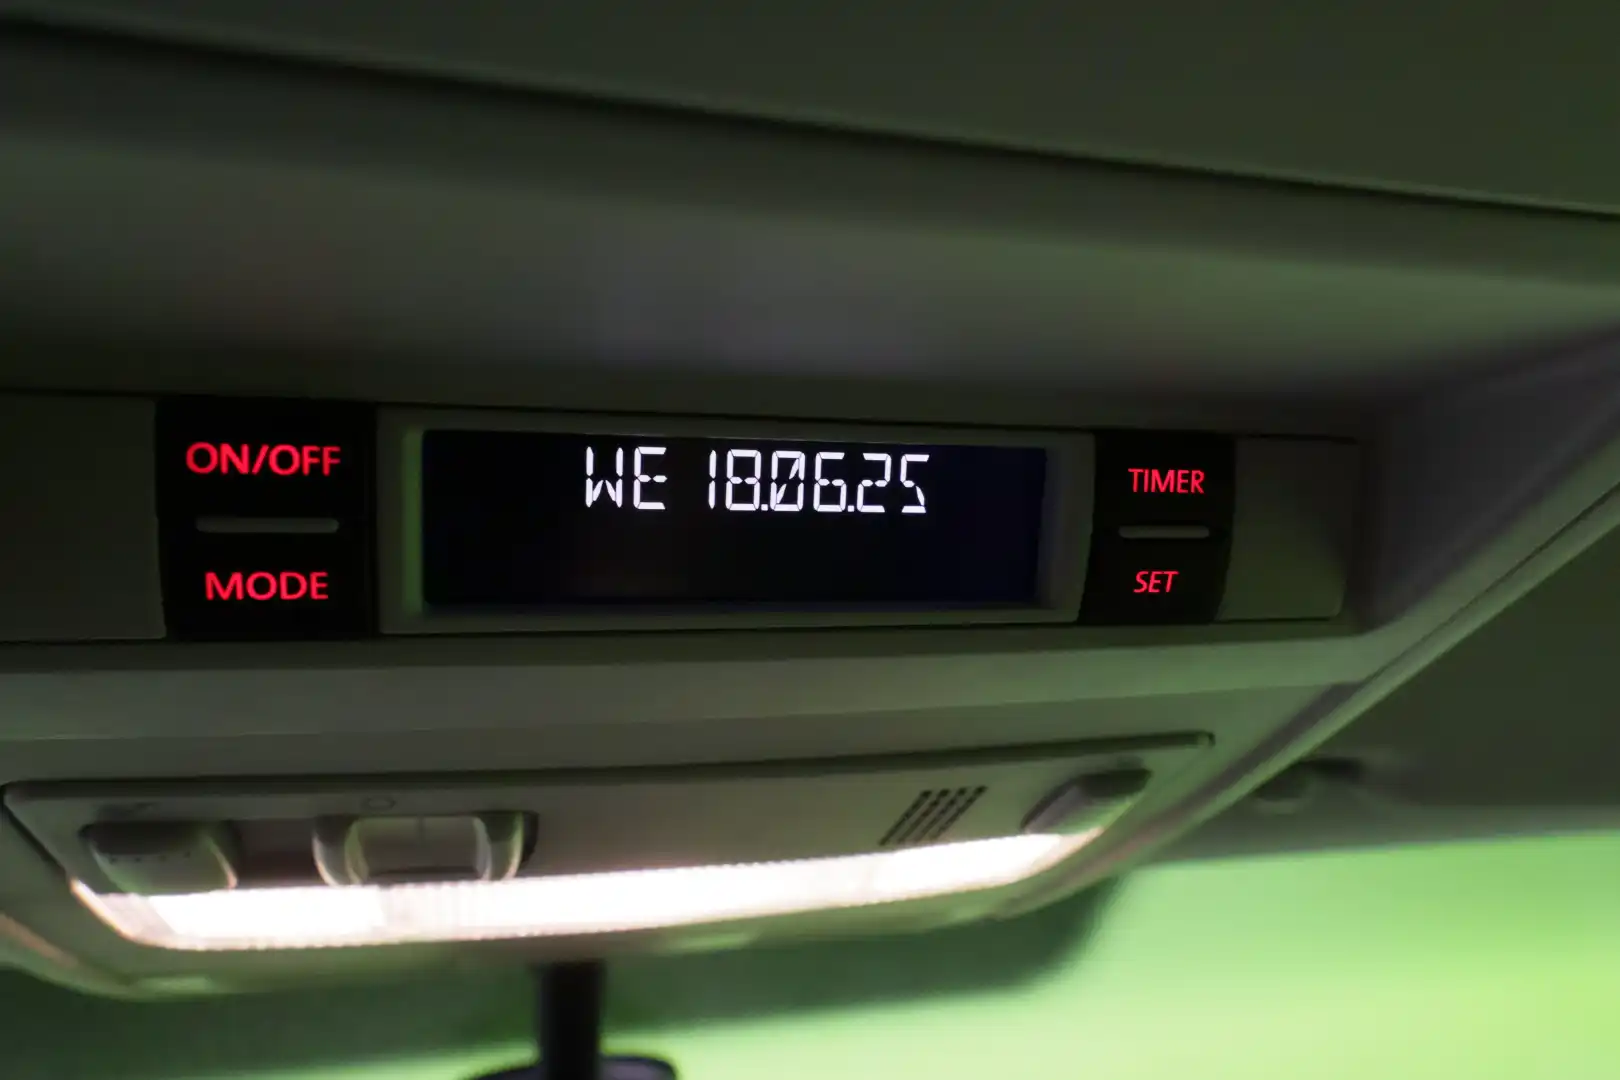 ON/OFF
MODE
WE 18.06.25
TIMER
SET